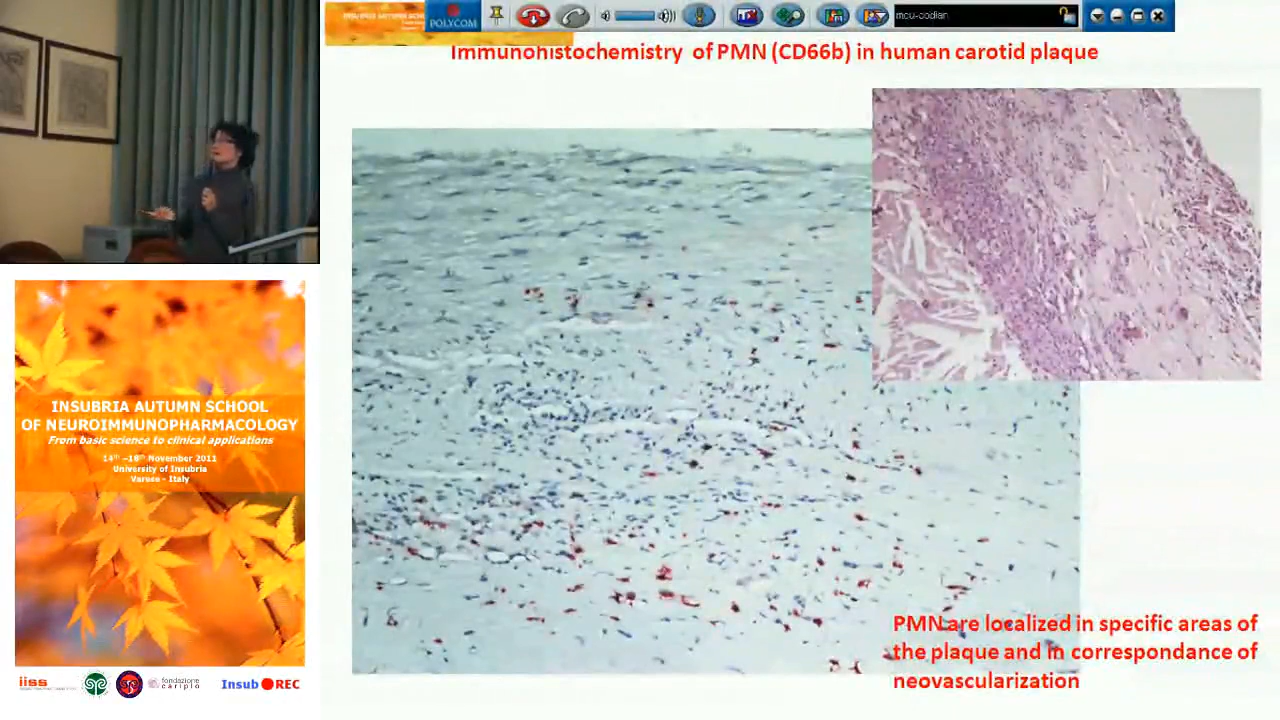 POLYCOM
mcu-codian
Immunohistochemistry of PMN (CD66b) in human carotid plaque
INSUBRIA AUTUMN SCHOOL
OF NEUROIMMUNOPHARMACOLOGY
From basic science to clinical applications
14th –18th November 2011
University of Insubria
Varese - Italy
PMN are localized in specific areas of
the plaque and in correspondance of
neovascularization
iiss
fondazione
cariplo
Insub REC